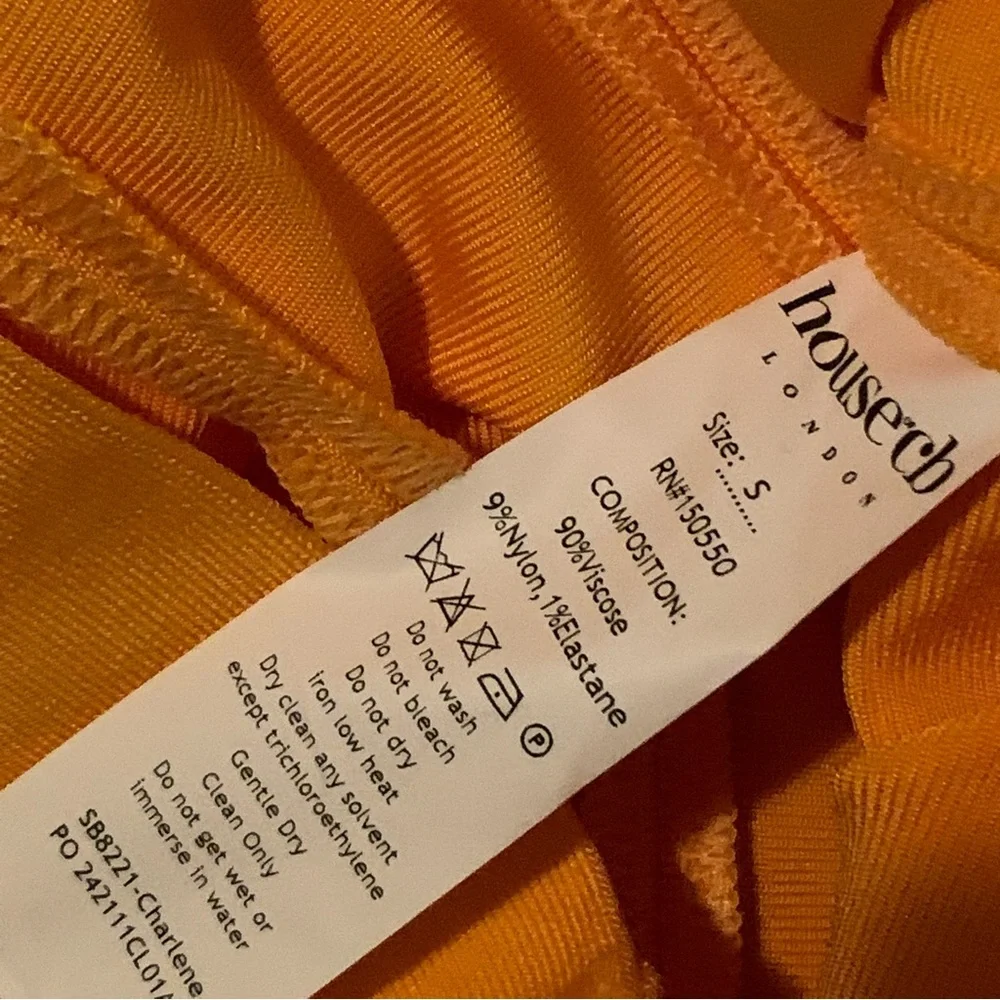 house of cb
LONDON
Size: S
RN#150550
COMPOSITION:
90%Viscose
9%Nylon,1%Elastane
P
Do not wash
Do not bleach
Do not dry
iron low heat
Dry clean any solvent
except trichloroethylene
Gentle Dry
Clean Only
Do not get wet or
immerse in water
SB8221-Charlene
PO 242111CL01A